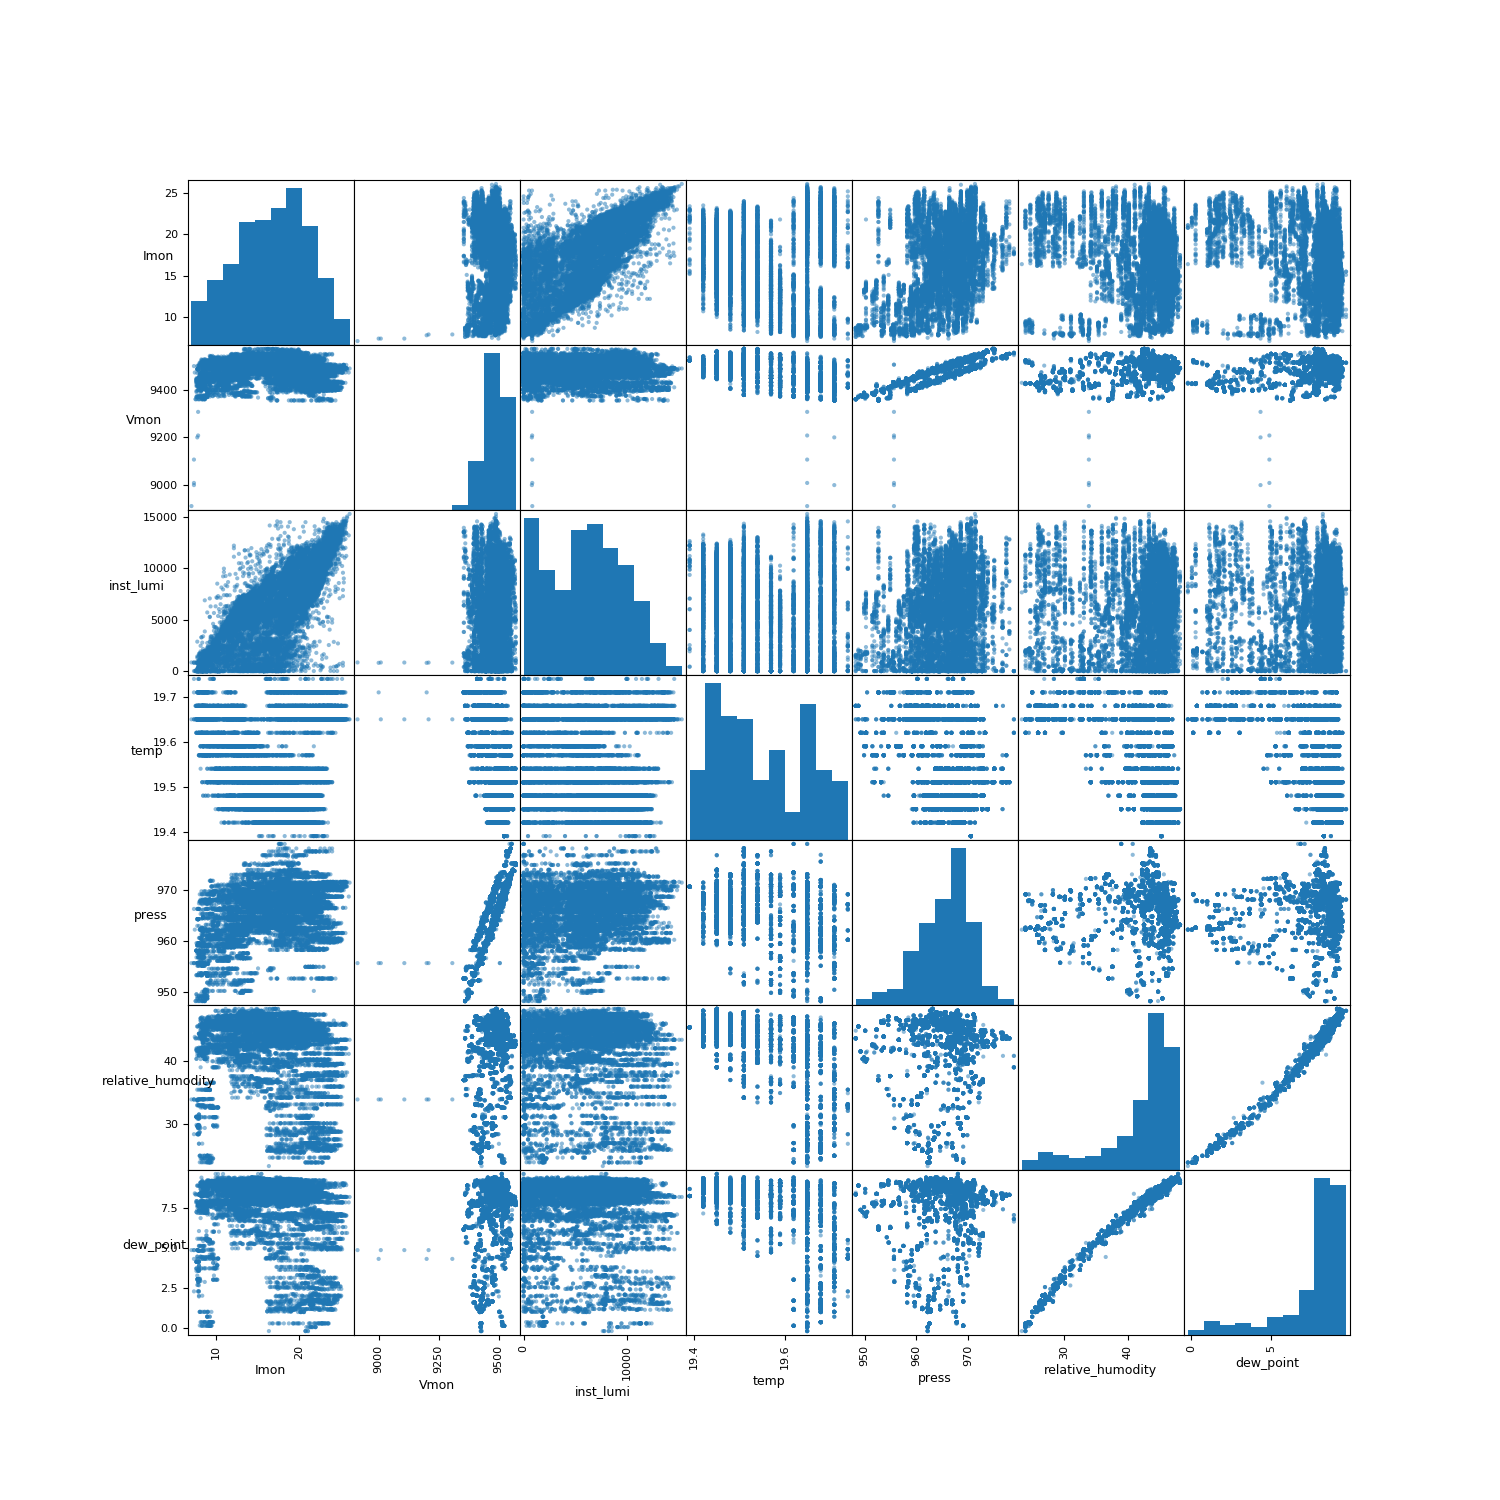 25
20
Imon
15
10
9400
Vmon
9200
9000
15000
10000
inst_lumi
5000
0
19.7
19.6
temp
19.5
19.4
970
press
960
950
40
relative_humodity
30
7.5
dew_point
5.0
2.5
0.0
10
20
9000
9250
9500
0
10000
19.4
19.6
950
960
970
30
40
0
5
Imon
Vmon
inst_lumi
temp
press
relative_humodity
dew_point